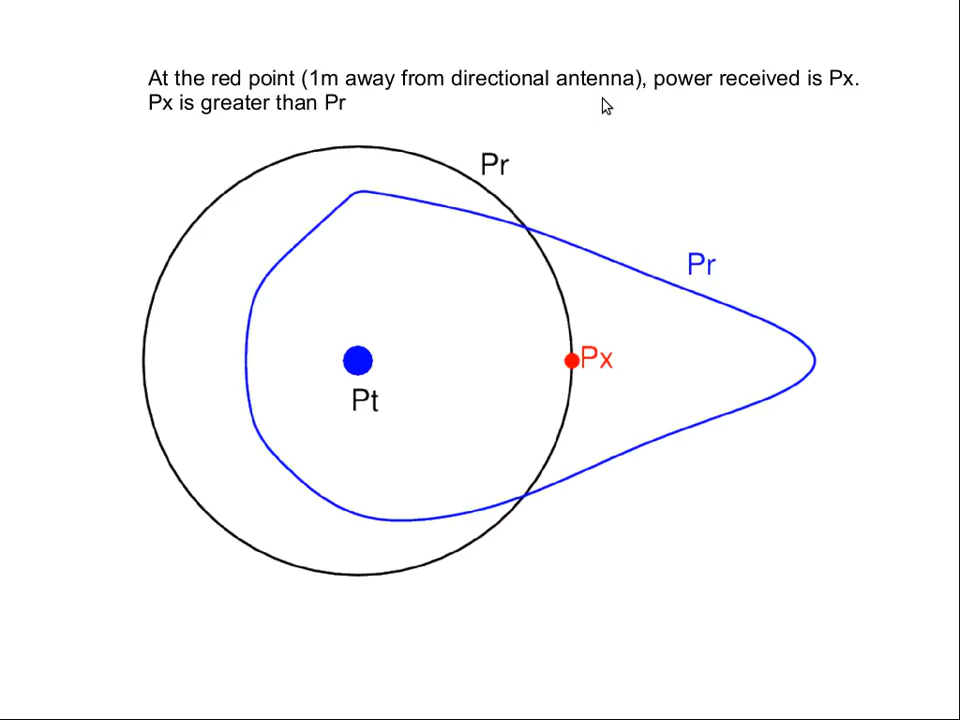 At the red point (1m away from directional antenna), power received is Px.
Px is greater than Pr
Pr
Pr
Px
Pt